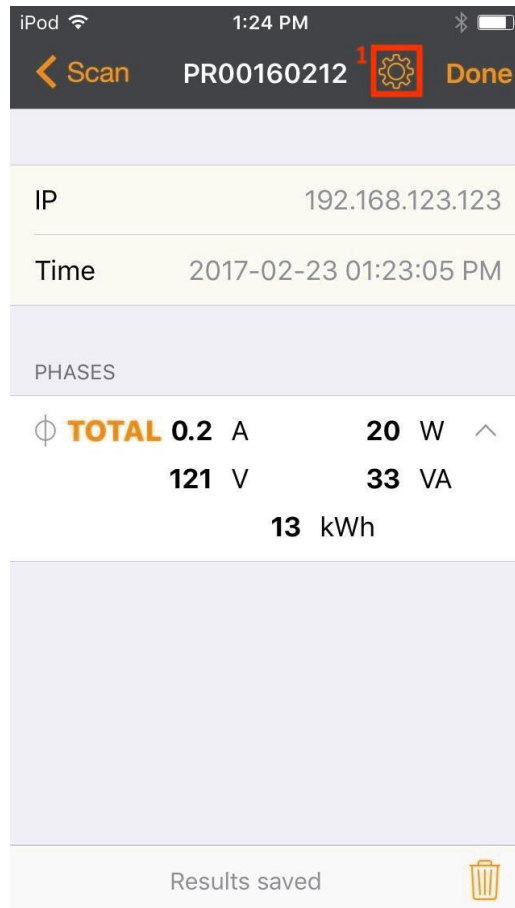 iPod 1:24 PM
Scan PR00160212 1 Done
IP 192.168.123.123
Time 2017-02-23 01:23:05 PM
PHASES
TOTAL 0.2 A 20 W
121 V 33 VA
13 kWh
Results saved